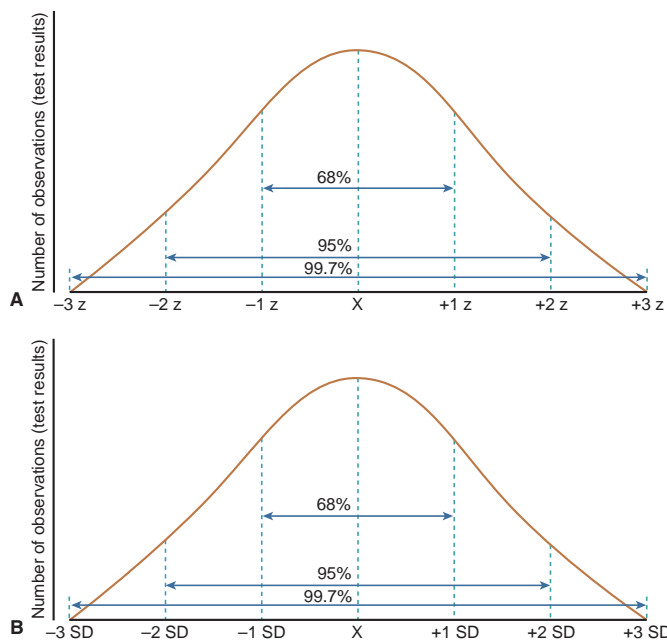 Number of observations (test results)
68%
95%
99.7%
A
–3 z –2 z –1 z X +1 z +2 z +3 z
Number of observations (test results)
68%
95%
99.7%
B
–3 SD –2 SD –1 SD X +1 SD +2 SD +3 SD